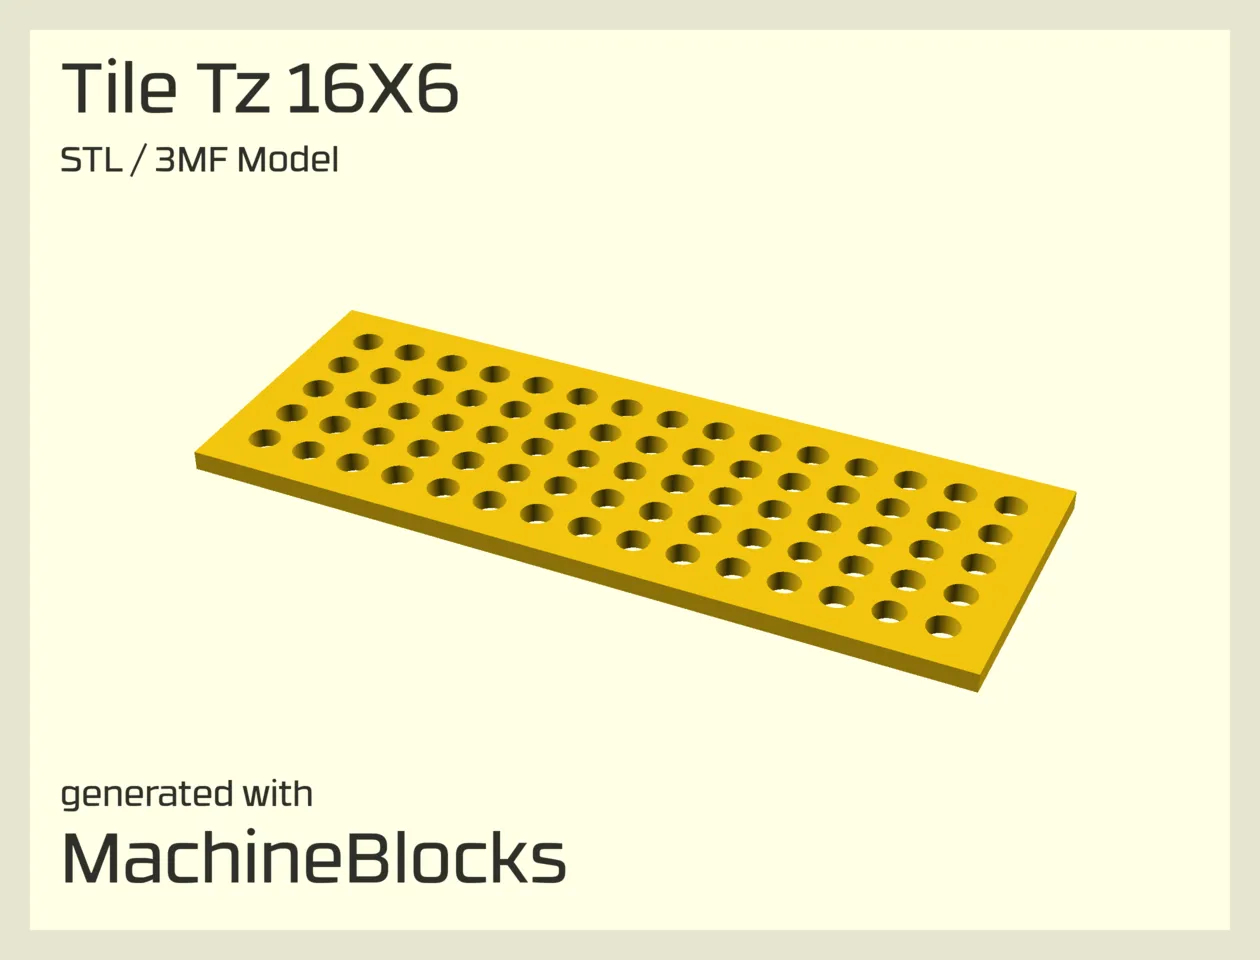 Tile Tz 16X6
STL / 3MF Model
generated with
MachineBlocks